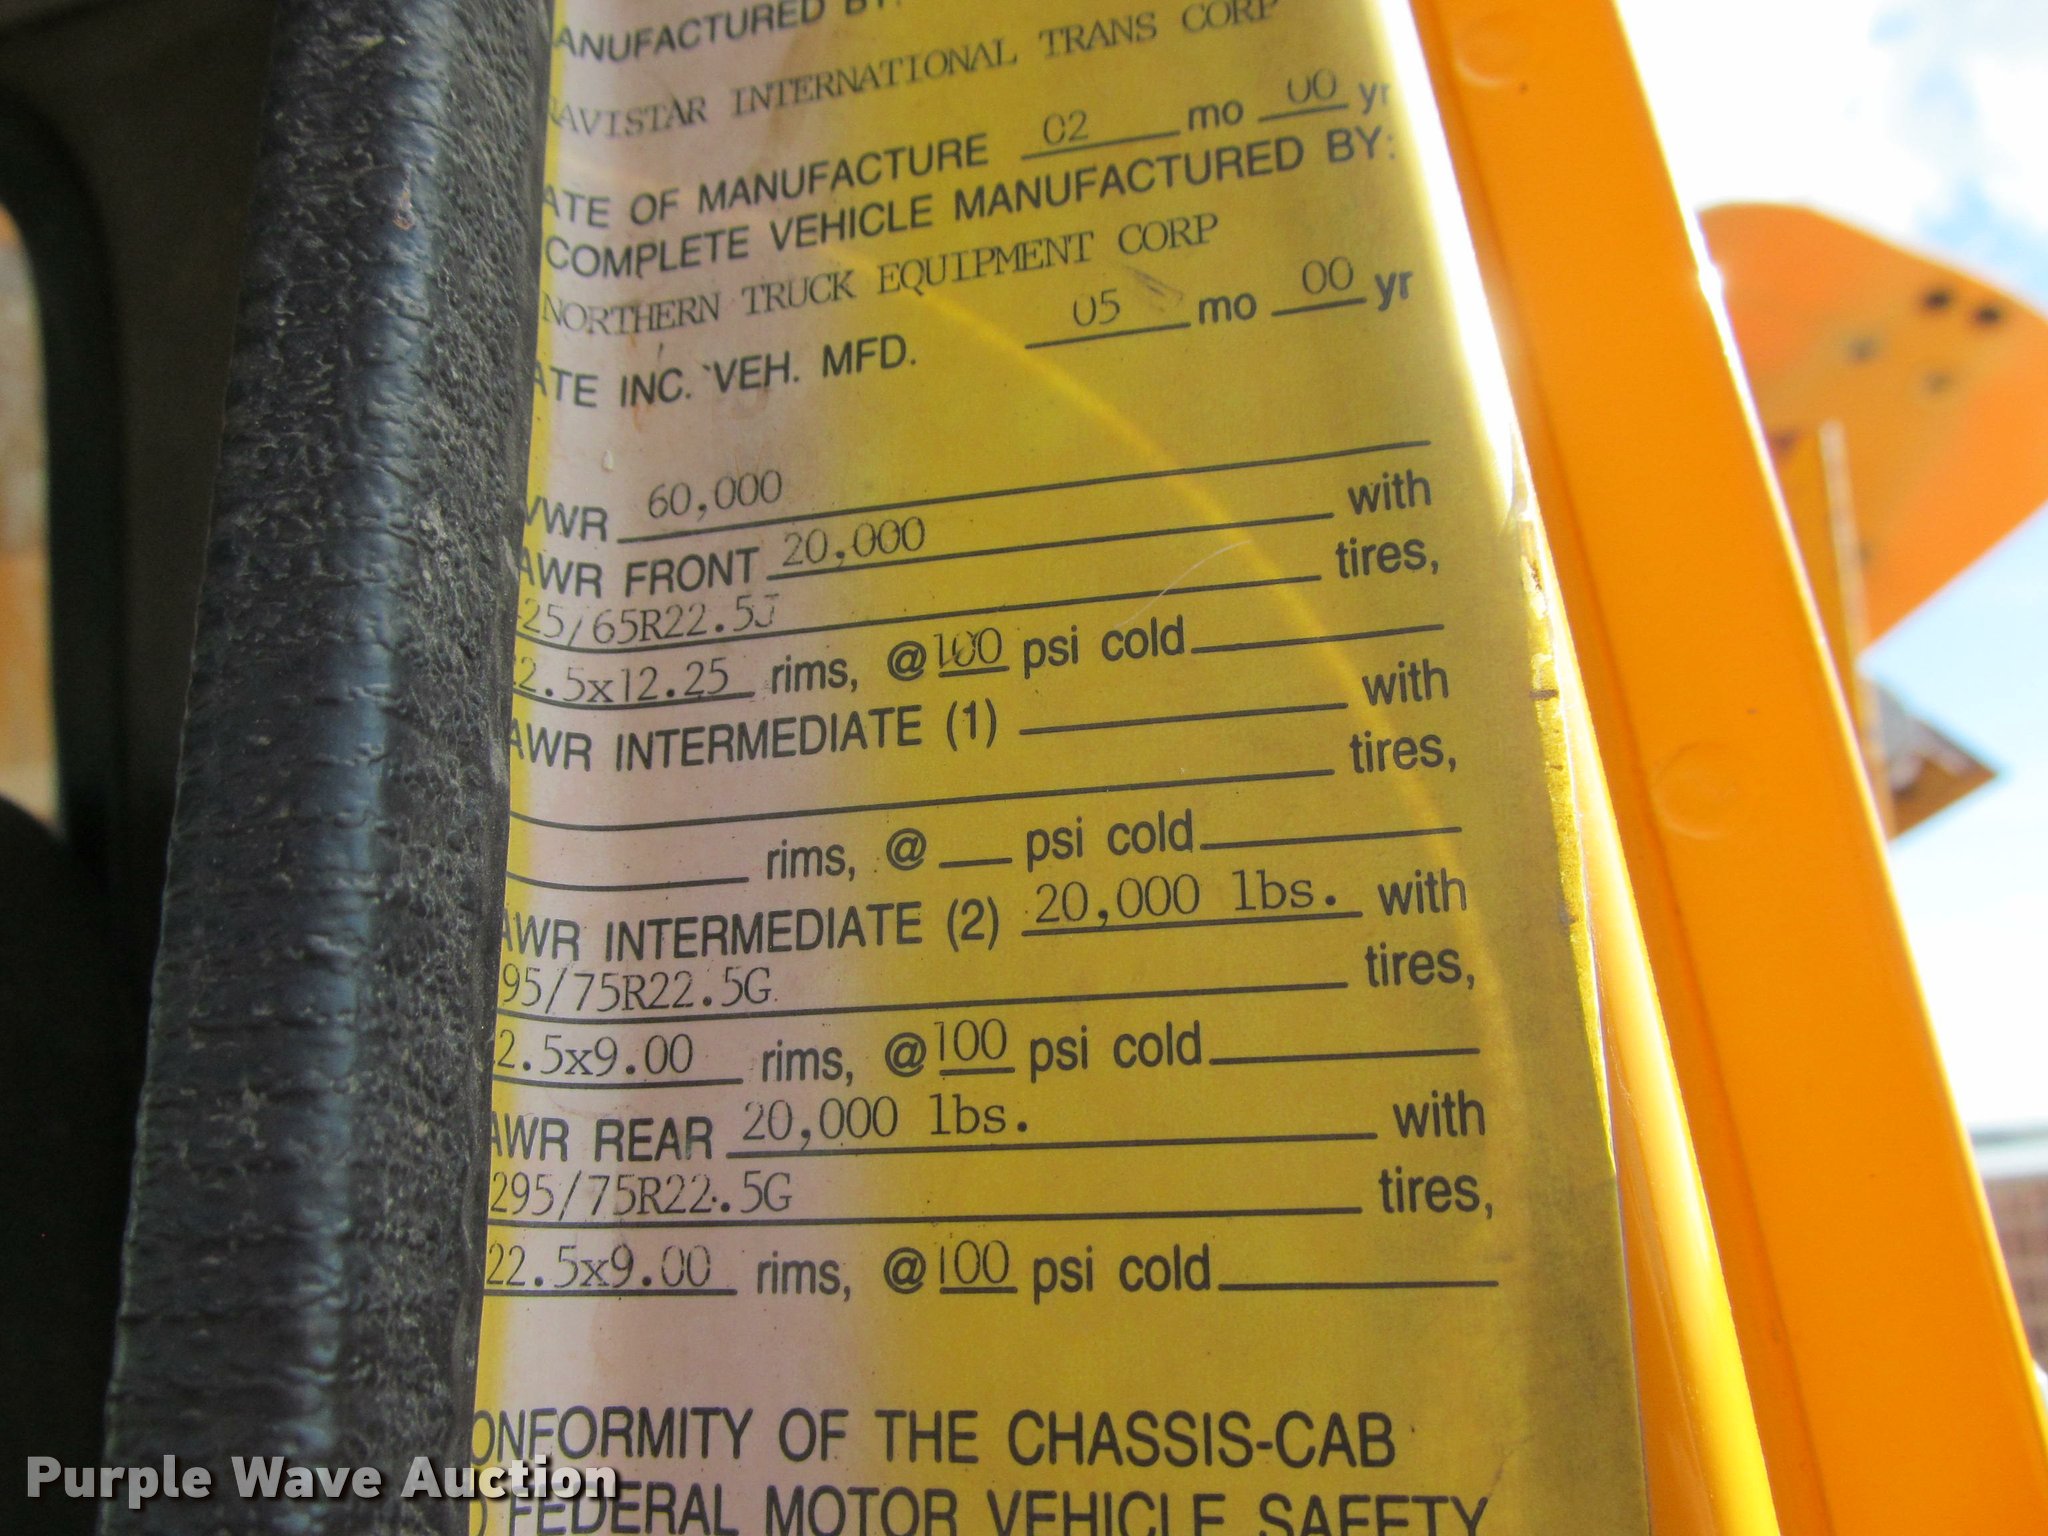 ANUFACTURED BY:
NAVISTAR INTERNATIONAL TRANS CORP
ATE OF MANUFACTURE 02 mo 00 yr
COMPLETE VEHICLE MANUFACTURED BY:
NORTHERN TRUCK EQUIPMENT CORP
ATE INC. VEH. MFD. 05 mo 00 yr
VWR 60,000
AWR FRONT 20,000 with
25/65R22.5J tires,
2.5x12.25 rims, @ 100 psi cold
AWR INTERMEDIATE (1) with
tires,
rims, @ psi cold
AWR INTERMEDIATE (2) 20,000 lbs. with
95/75R22.5G tires,
2.5x9.00 rims, @ 100 psi cold
AWR REAR 20,000 lbs. with
295/75R22.5G tires,
22.5x9.00 rims, @ 100 psi cold
ONFORMITY OF THE CHASSIS-CAB
O FEDERAL MOTOR VEHICLE SAFETY
Purple Wave Auction